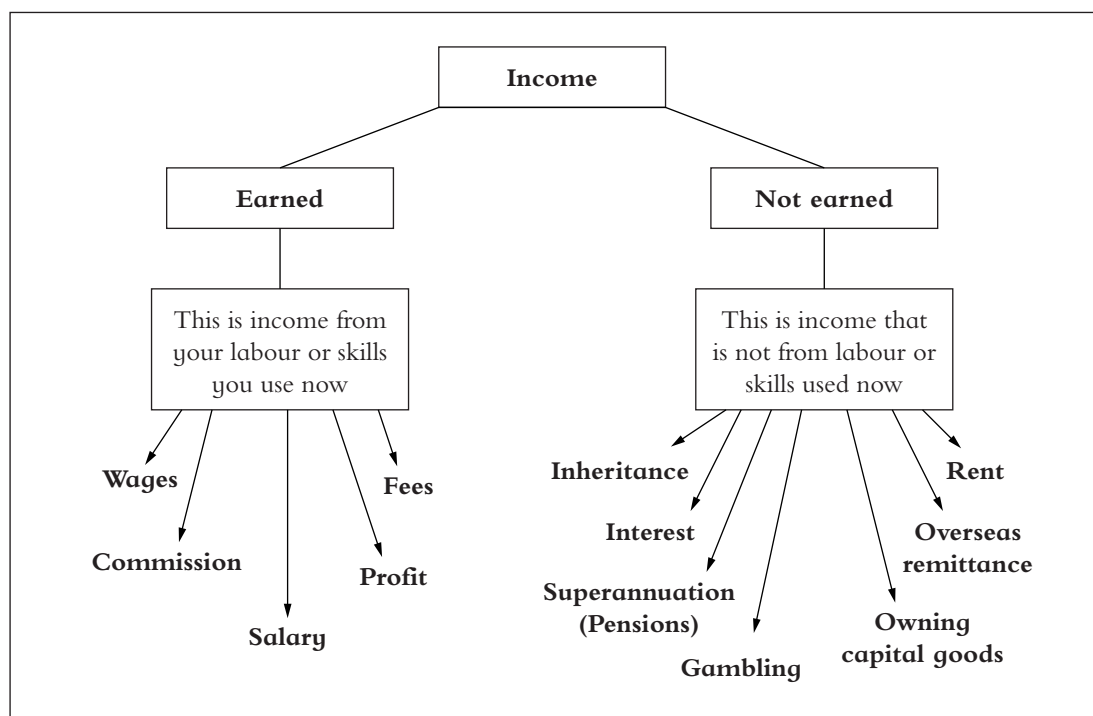 Income
Earned
Not earned
This is income from
your labour or skills
you use now
This is income that
is not from labour or
skills used now
Wages
Fees
Commission
Profit
Salary
Inheritance
Rent
Interest
Overseas
remittance
Superannuation
(Pensions)
Owning
capital goods
Gambling